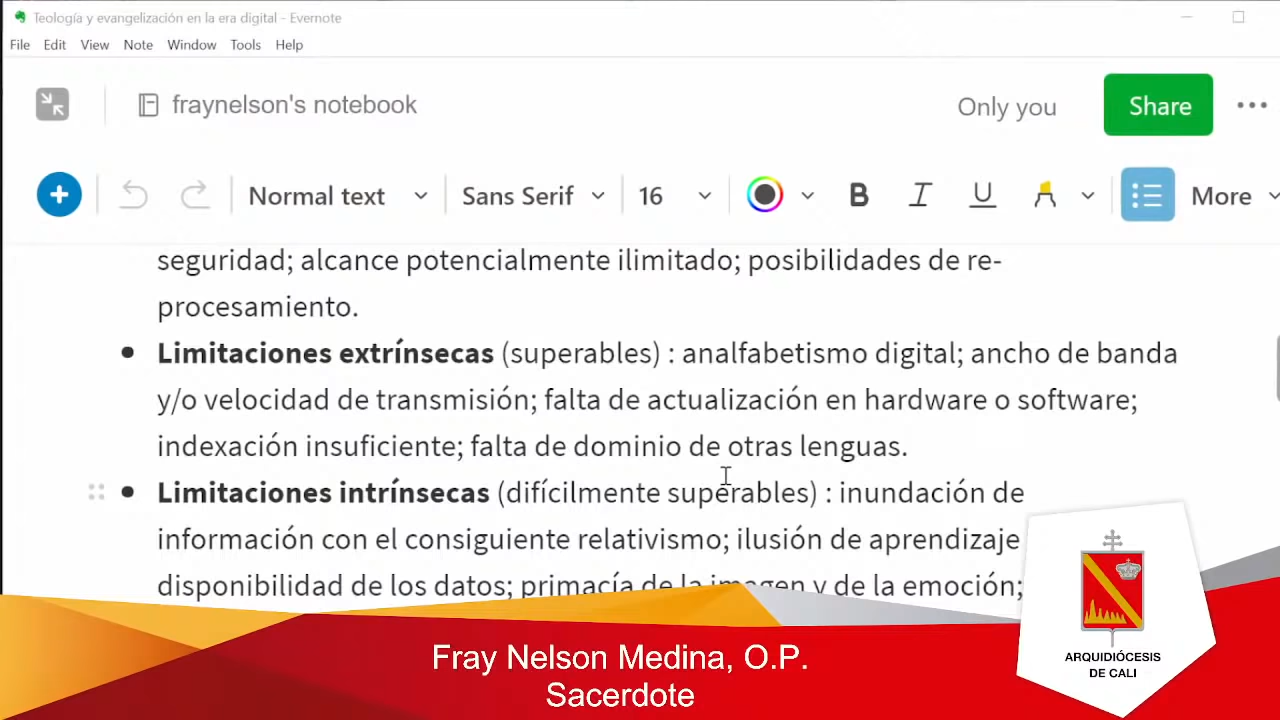 Teología y evangelización en la era digital - Evernote
File Edit View Note Window Tools Help
fraynelson's notebook
Only you
Share
Normal text
Sans Serif
16
B
I
U
More
seguridad; alcance potencialmente ilimitado; posibilidades de re-
procesamiento.
Limitaciones extrínsecas (superables) : analfabetismo digital; ancho de banda
y/o velocidad de transmisión; falta de actualización en hardware o software;
indexación insuficiente; falta de dominio de otras lenguas.
Limitaciones intrínsecas (difícilmente superables) : inundación de
información con el consiguiente relativismo; ilusión de aprendizaje
disponibilidad de los datos; primacía de la imagen y de la emoción;
Fray Nelson Medina, O.P.
Sacerdote
ARQUIDIÓCESIS
DE CALI